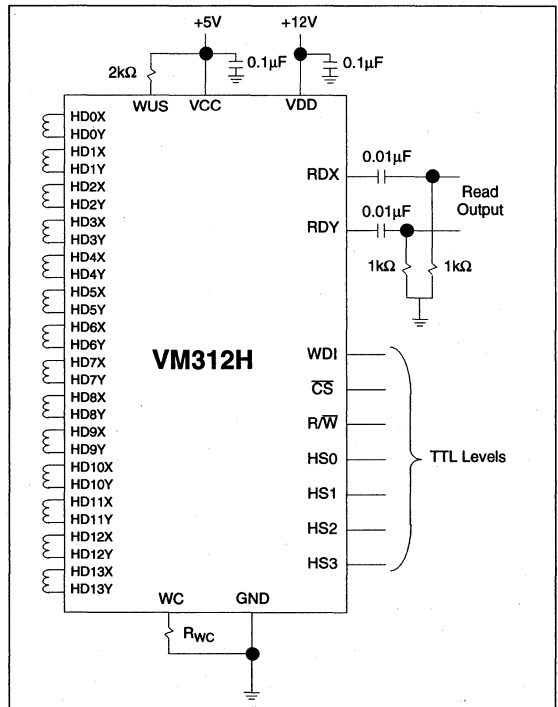 +5V +12V
2kΩ 0.1µF 0.1µF
WUS VCC VDD
HD0X
HD0Y
HD1X
HD1Y
HD2X
HD2Y
HD3X
HD3Y
HD4X
HD4Y
HD5X
HD5Y
HD6X
HD6Y
HD7X
HD7Y
HD8X
HD8Y
HD9X
HD9Y
HD10X
HD10Y
HD11X
HD11Y
HD12X
HD12Y
HD13X
HD13Y
VM312H
0.01µF
RDX
Read
Output
0.01µF
RDY
1kΩ 1kΩ
WDI
C̅S̅
R/W̅
HS0
HS1
HS2
HS3
TTL Levels
WC GND
RWC